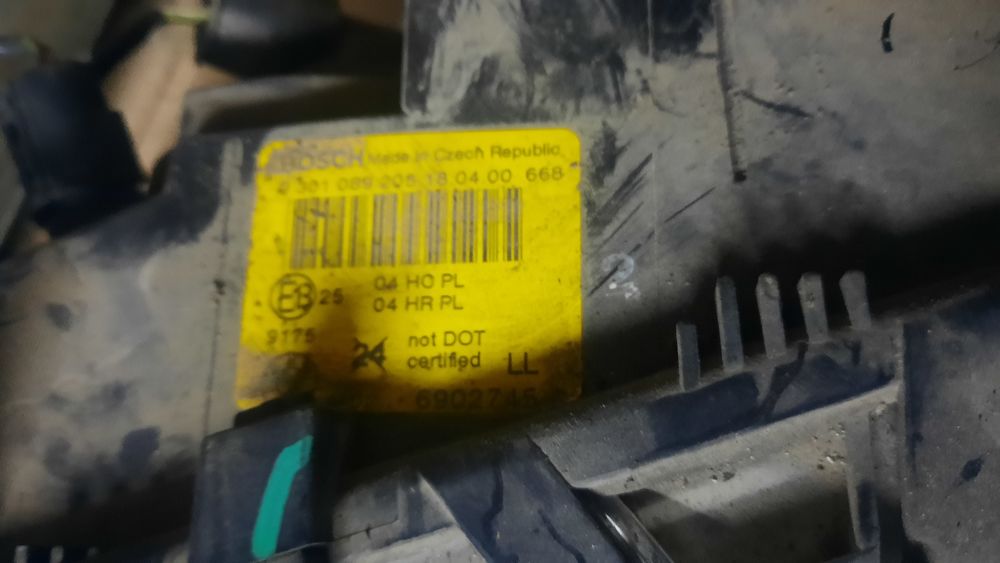 BOSCH Made in Czech Republic
0 301 089 205 18 04 00 668
04 HC PL
E8 25
04 HR PL
9175
not DOT
24
certified LL
6902745